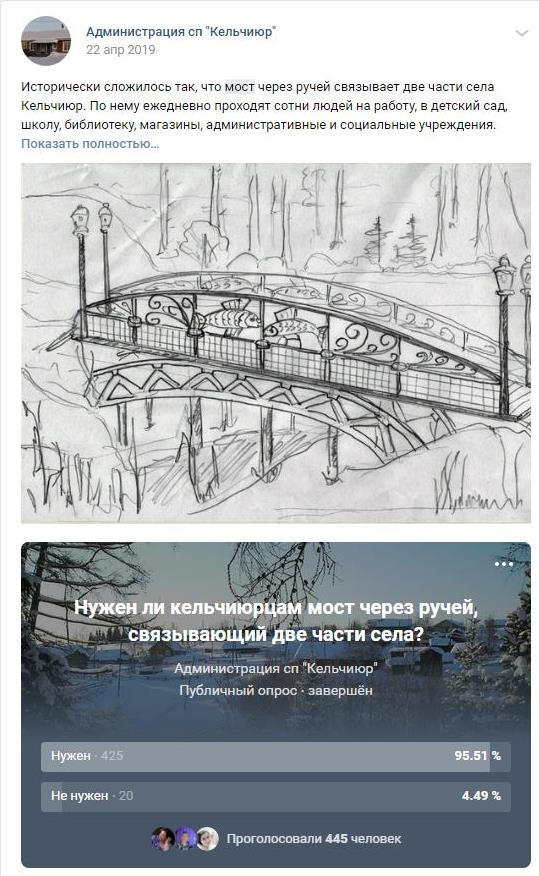 Администрация сп "Кельчиюр"
22 апр 2019
Исторически сложилось так, что мост через ручей связывает две части села
Кельчиюр. По нему ежедневно проходят сотни людей на работу, в детский сад,
школу, библиотеку, магазины, административные и социальные учреждения.
Показать полностью…
Нужен ли кельчиюрцам мост через ручей,
связывающий две части села?
Администрация сп "Кельчиюр"
Публичный опрос · завершён
Нужен · 425 95.51 %
Не нужен · 20 4.49 %
Проголосовали 445 человек